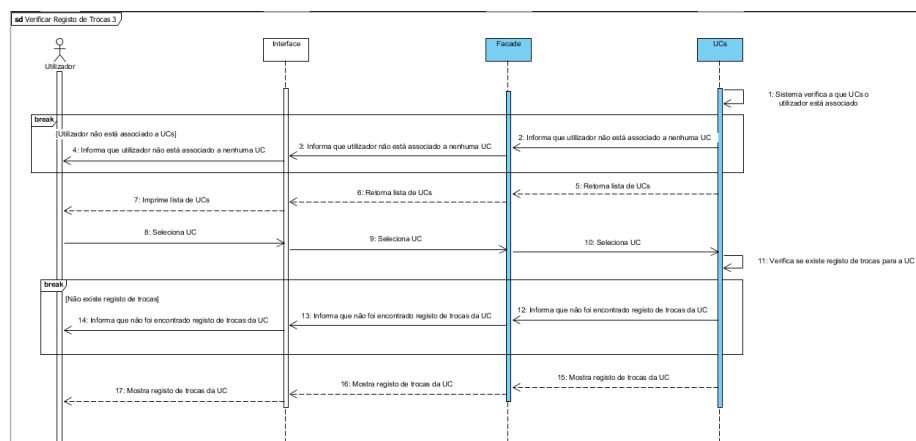 sd Verificar Registo de Trocas 3
Utilizador
Interface
Facade
UCs
1: Sistema verifica a que UCs o
utilizador está associado
break
[Utilizador não está associado a UCs]
2: Informa que utilizador não está associado a nenhuma UC
3: Informa que utilizador não está associado a nenhuma UC
4: Informa que utilizador não está associado a nenhuma UC
5: Retorna lista de UCs
6: Retorna lista de UCs
7: Imprime lista de UCs
8: Seleciona UC
9: Seleciona UC
10: Seleciona UC
11: Verifica se existe registo de trocas para a UC
break
[Não existe registo de trocas]
12: Informa que não foi encontrado registo de trocas da UC
13: Informa que não foi encontrado registo de trocas da UC
14: Informa que não foi encontrado registo de trocas da UC
15: Mostra registo de trocas da UC
16: Mostra registo de trocas da UC
17: Mostra registo de trocas da UC